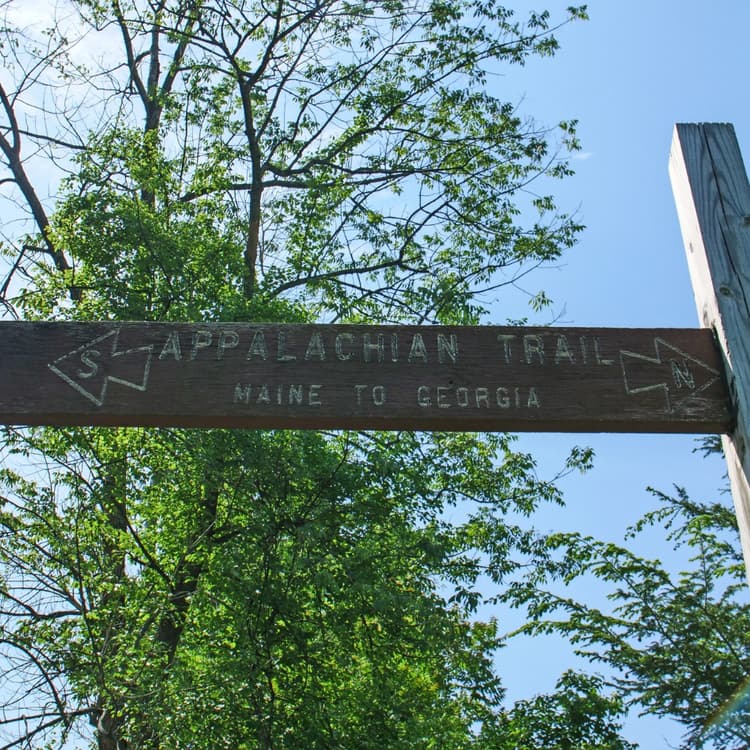 S APPALACHIAN TRAIL N
MAINE TO GEORGIA